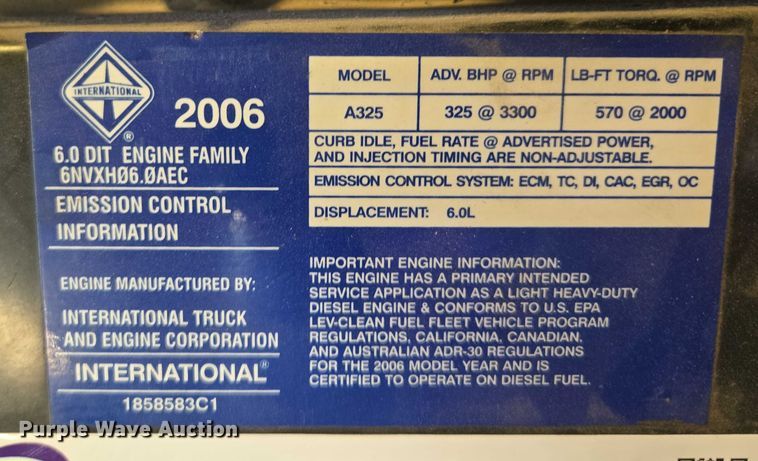 INTERNATIONAL
®
2006
6.0 DIT ENGINE FAMILY
6NVXHØ6.ØAEC
EMISSION CONTROL
INFORMATION
ENGINE MANUFACTURED BY:
INTERNATIONAL TRUCK
AND ENGINE CORPORATION
INTERNATIONAL®
1858583C1
MODEL ADV. BHP @ RPM LB-FT TORQ. @ RPM
A325 325 @ 3300 570 @ 2000
CURB IDLE, FUEL RATE @ ADVERTISED POWER,
AND INJECTION TIMING ARE NON-ADJUSTABLE.
EMISSION CONTROL SYSTEM: ECM, TC, DI, CAC, EGR, OC
DISPLACEMENT: 6.0L
IMPORTANT ENGINE INFORMATION:
THIS ENGINE HAS A PRIMARY INTENDED
SERVICE APPLICATION AS A LIGHT HEAVY-DUTY
DIESEL ENGINE & CONFORMS TO U.S. EPA
LEV-CLEAN FUEL FLEET VEHICLE PROGRAM
REGULATIONS, CALIFORNIA, CANADIAN.
AND AUSTRALIAN ADR-30 REGULATIONS
FOR THE 2006 MODEL YEAR AND IS
CERTIFIED TO OPERATE ON DIESEL FUEL.
Purple Wave Auction